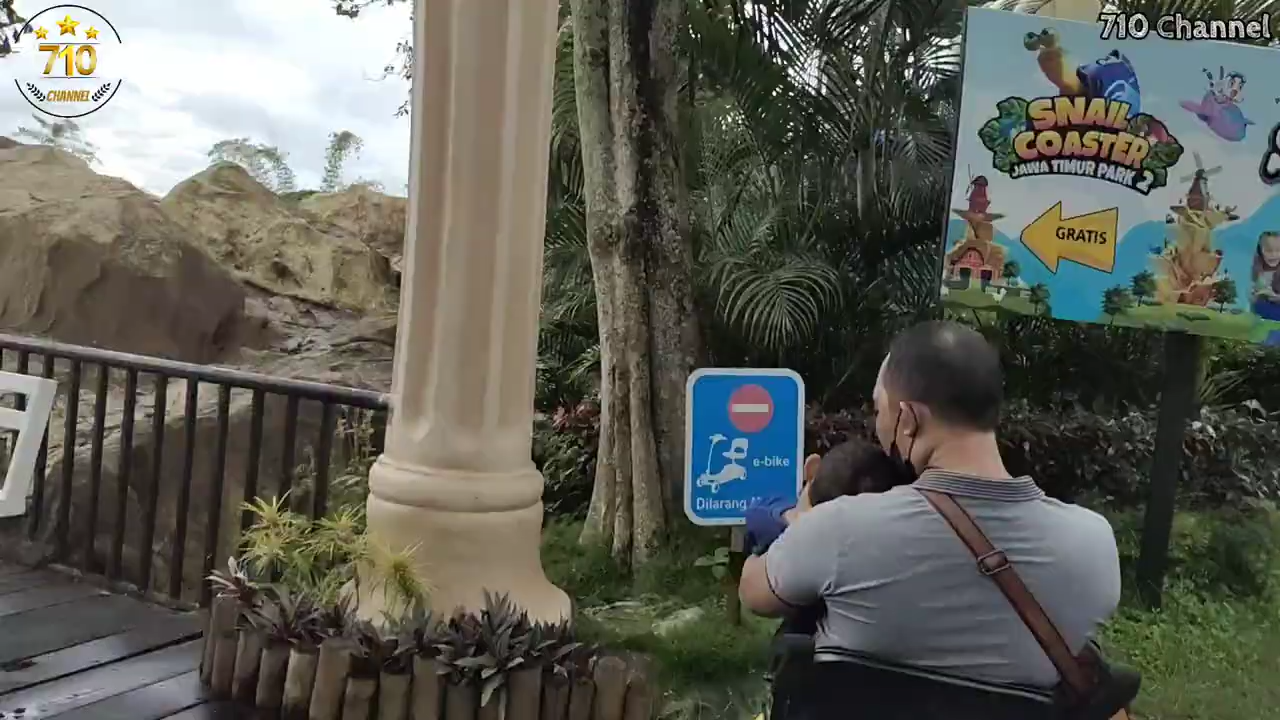 710
CHANNEL
710 Channel
SNAIL
COASTER
JAWA TIMUR PARK 2
GRATIS
e-bike
Dilarang